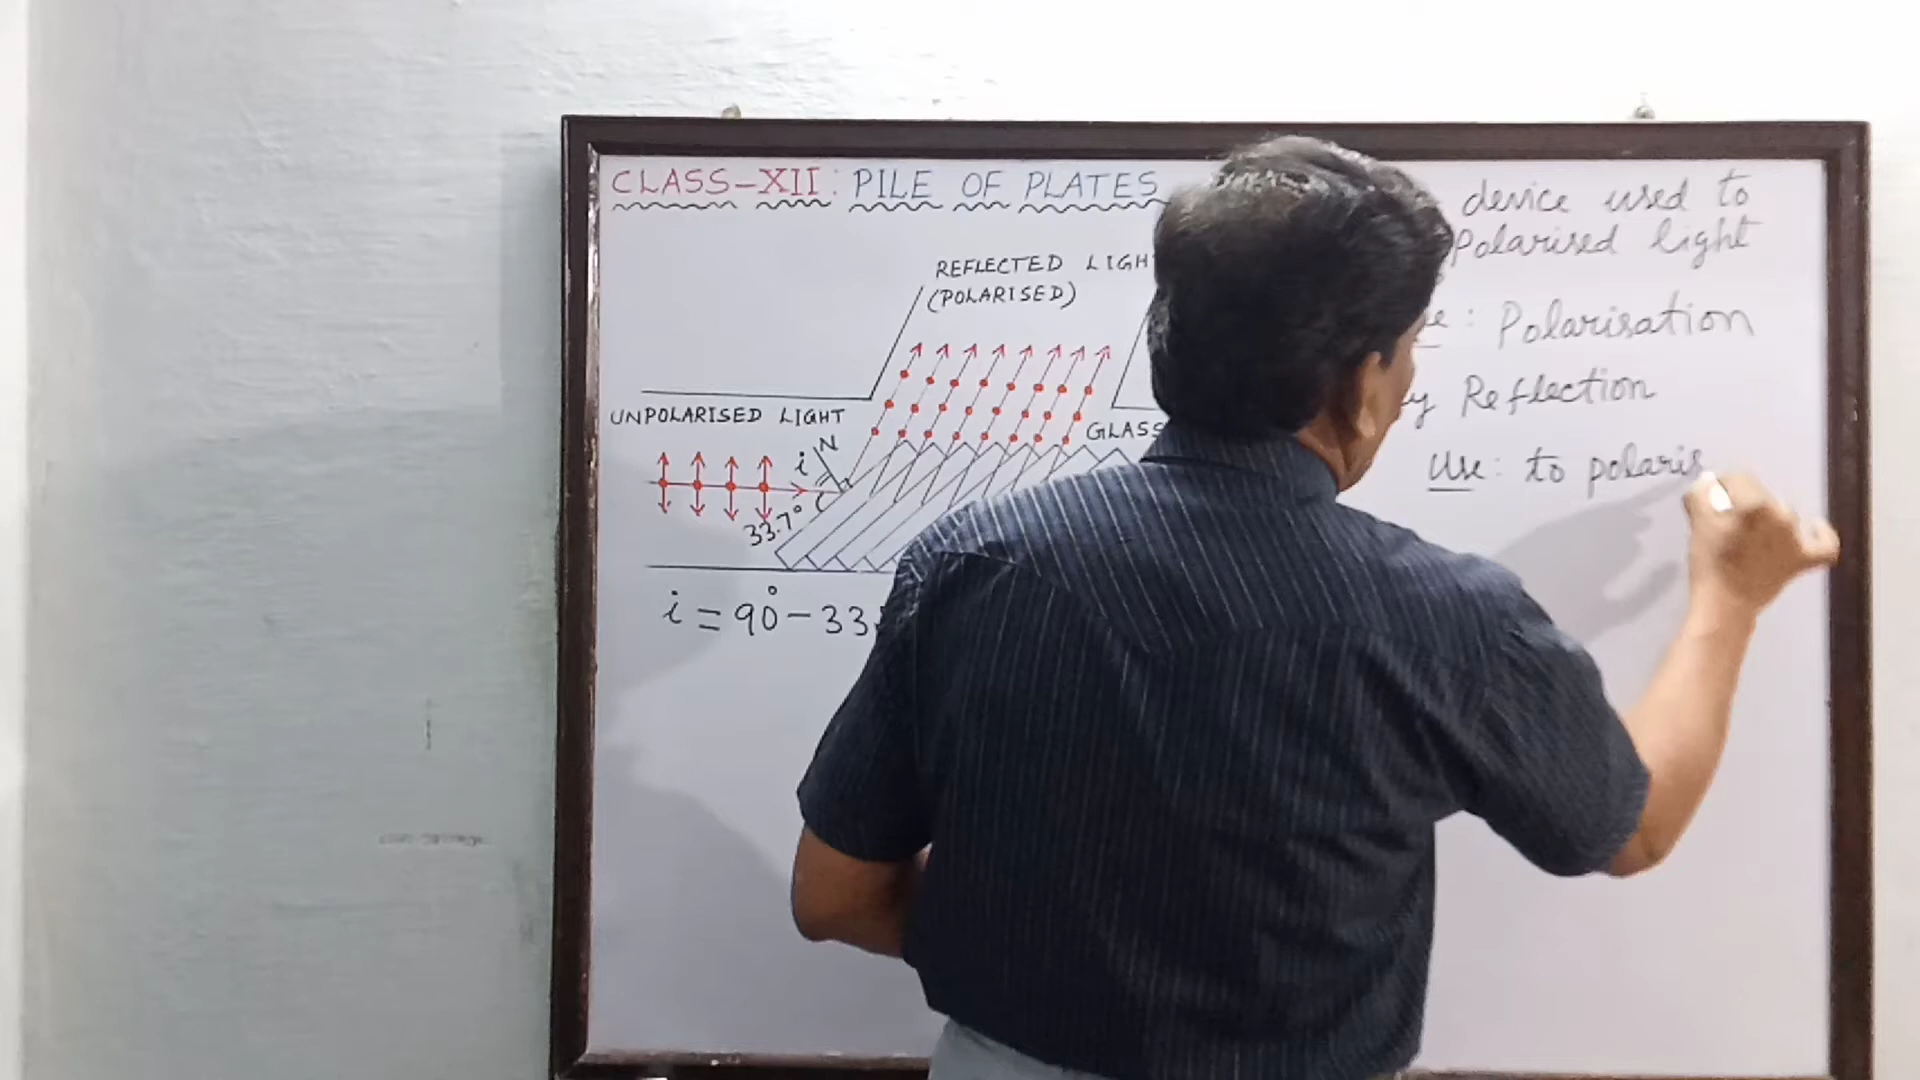 CLASS-XII: PILE OF PLATES
REFLECTED LIGH
(POLARISED)
UNPOLARISED LIGHT
N
i
33.7°
GLASS
i = 90° - 33.
device used to
Polarised light
: Polarisation
y Reflection
Use: to polaris